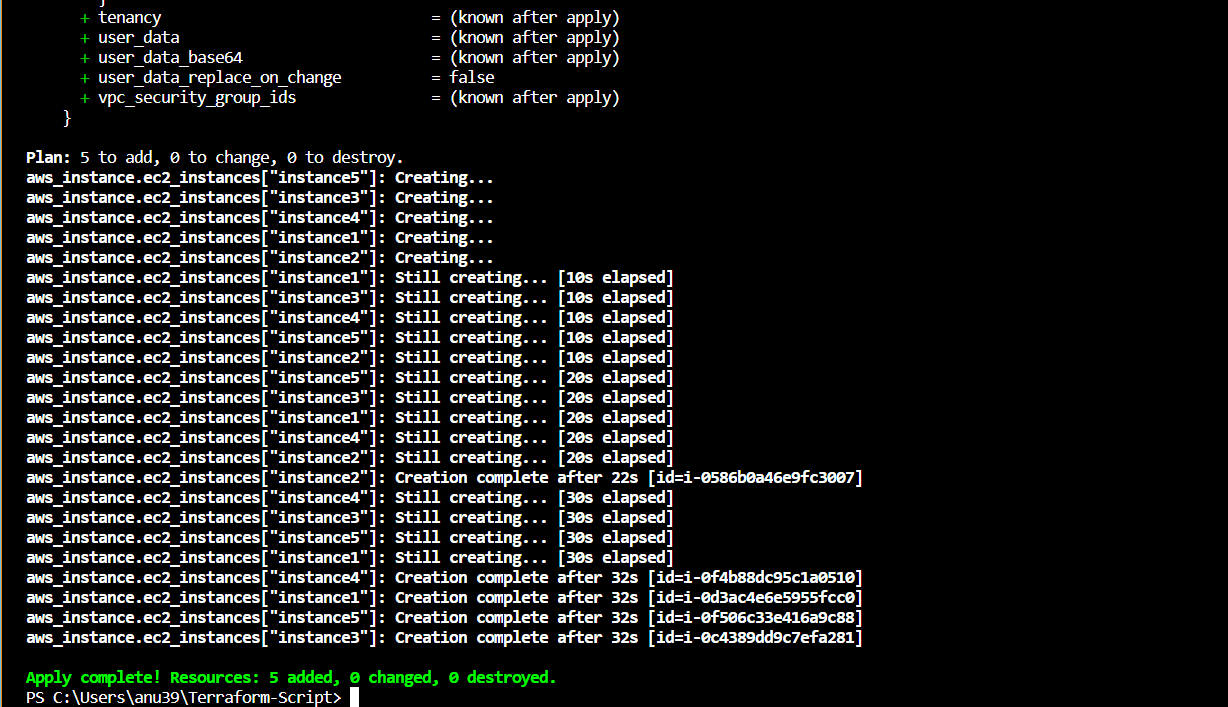 }
+ tenancy = (known after apply)
+ user_data = (known after apply)
+ user_data_base64 = (known after apply)
+ user_data_replace_on_change = false
+ vpc_security_group_ids = (known after apply)
}
Plan: 5 to add, 0 to change, 0 to destroy.
aws_instance.ec2_instances["instance5"]: Creating...
aws_instance.ec2_instances["instance3"]: Creating...
aws_instance.ec2_instances["instance4"]: Creating...
aws_instance.ec2_instances["instance1"]: Creating...
aws_instance.ec2_instances["instance2"]: Creating...
aws_instance.ec2_instances["instance1"]: Still creating... [10s elapsed]
aws_instance.ec2_instances["instance3"]: Still creating... [10s elapsed]
aws_instance.ec2_instances["instance4"]: Still creating... [10s elapsed]
aws_instance.ec2_instances["instance5"]: Still creating... [10s elapsed]
aws_instance.ec2_instances["instance2"]: Still creating... [10s elapsed]
aws_instance.ec2_instances["instance5"]: Still creating... [20s elapsed]
aws_instance.ec2_instances["instance3"]: Still creating... [20s elapsed]
aws_instance.ec2_instances["instance1"]: Still creating... [20s elapsed]
aws_instance.ec2_instances["instance4"]: Still creating... [20s elapsed]
aws_instance.ec2_instances["instance2"]: Still creating... [20s elapsed]
aws_instance.ec2_instances["instance2"]: Creation complete after 22s [id=i-0586b0a46e9fc3007]
aws_instance.ec2_instances["instance4"]: Still creating... [30s elapsed]
aws_instance.ec2_instances["instance3"]: Still creating... [30s elapsed]
aws_instance.ec2_instances["instance5"]: Still creating... [30s elapsed]
aws_instance.ec2_instances["instance1"]: Still creating... [30s elapsed]
aws_instance.ec2_instances["instance4"]: Creation complete after 32s [id=i-0f4b88dc95c1a0510]
aws_instance.ec2_instances["instance1"]: Creation complete after 32s [id=i-0d3ac4e6e5955fcc0]
aws_instance.ec2_instances["instance5"]: Creation complete after 32s [id=i-0f506c33e416a9c88]
aws_instance.ec2_instances["instance3"]: Creation complete after 32s [id=i-0c4389dd9c7efa281]
Apply complete! Resources: 5 added, 0 changed, 0 destroyed.
PS C:\Users\anu39\Terraform-Script>